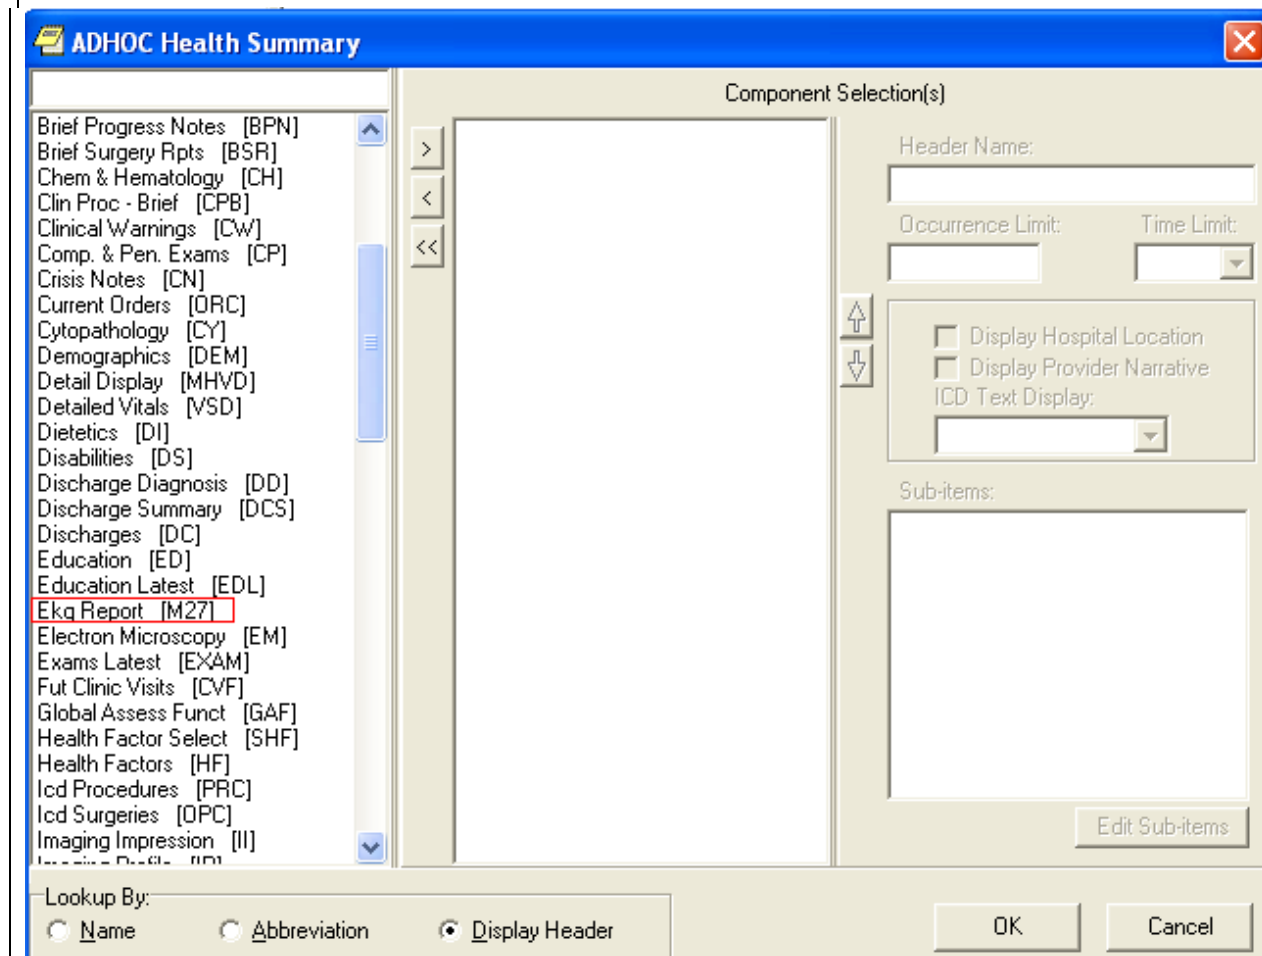 ADHOC Health Summary
Component Selection(s)
Brief Progress Notes [BPN]
Brief Surgery Rpts [BSR]
Chem & Hematology [CH]
Clin Proc - Brief [CPB]
Clinical Warnings [CW]
Comp. & Pen. Exams [CP]
Crisis Notes [CN]
Current Orders [ORC]
Cytopathology [CY]
Demographics [DEM]
Detail Display [MHVD]
Detailed Vitals [VSD]
Dietetics [DI]
Disabilities [DS]
Discharge Diagnosis [DD]
Discharge Summary [DCS]
Discharges [DC]
Education [ED]
Education Latest [EDL]
Ekg Report [M27]
Electron Microscopy [EM]
Exams Latest [EXAM]
Fut Clinic Visits [CVF]
Global Assess Funct [GAF]
Health Factor Select [SHF]
Health Factors [HF]
Icd Procedures [PRC]
Icd Surgeries [OPC]
Imaging Impression [II]
>
<
<<
Header Name:
Occurrence Limit: Time Limit:
Display Hospital Location
Display Provider Narrative
ICD Text Display:
Sub-items:
Edit Sub-items
Lookup By:
Name Abbreviation Display Header
OK Cancel